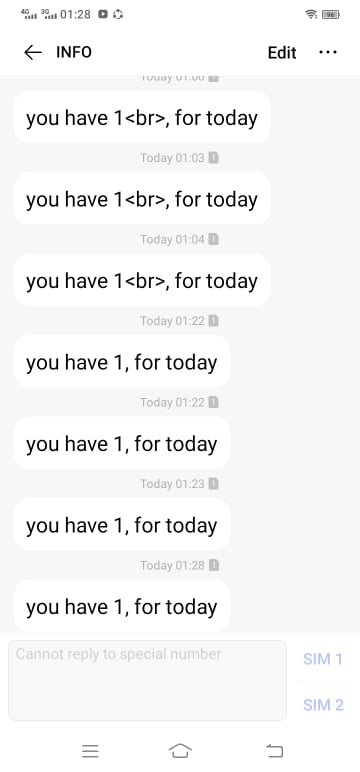 4G 3G 01:28 96
INFO Edit
Today 01:00 1
you have 1<br>, for today
Today 01:03 1
you have 1<br>, for today
Today 01:04 1
you have 1<br>, for today
Today 01:22 1
you have 1, for today
Today 01:22 1
you have 1, for today
Today 01:23 1
you have 1, for today
Today 01:28 1
you have 1, for today
Cannot reply to special number
SIM 1
SIM 2